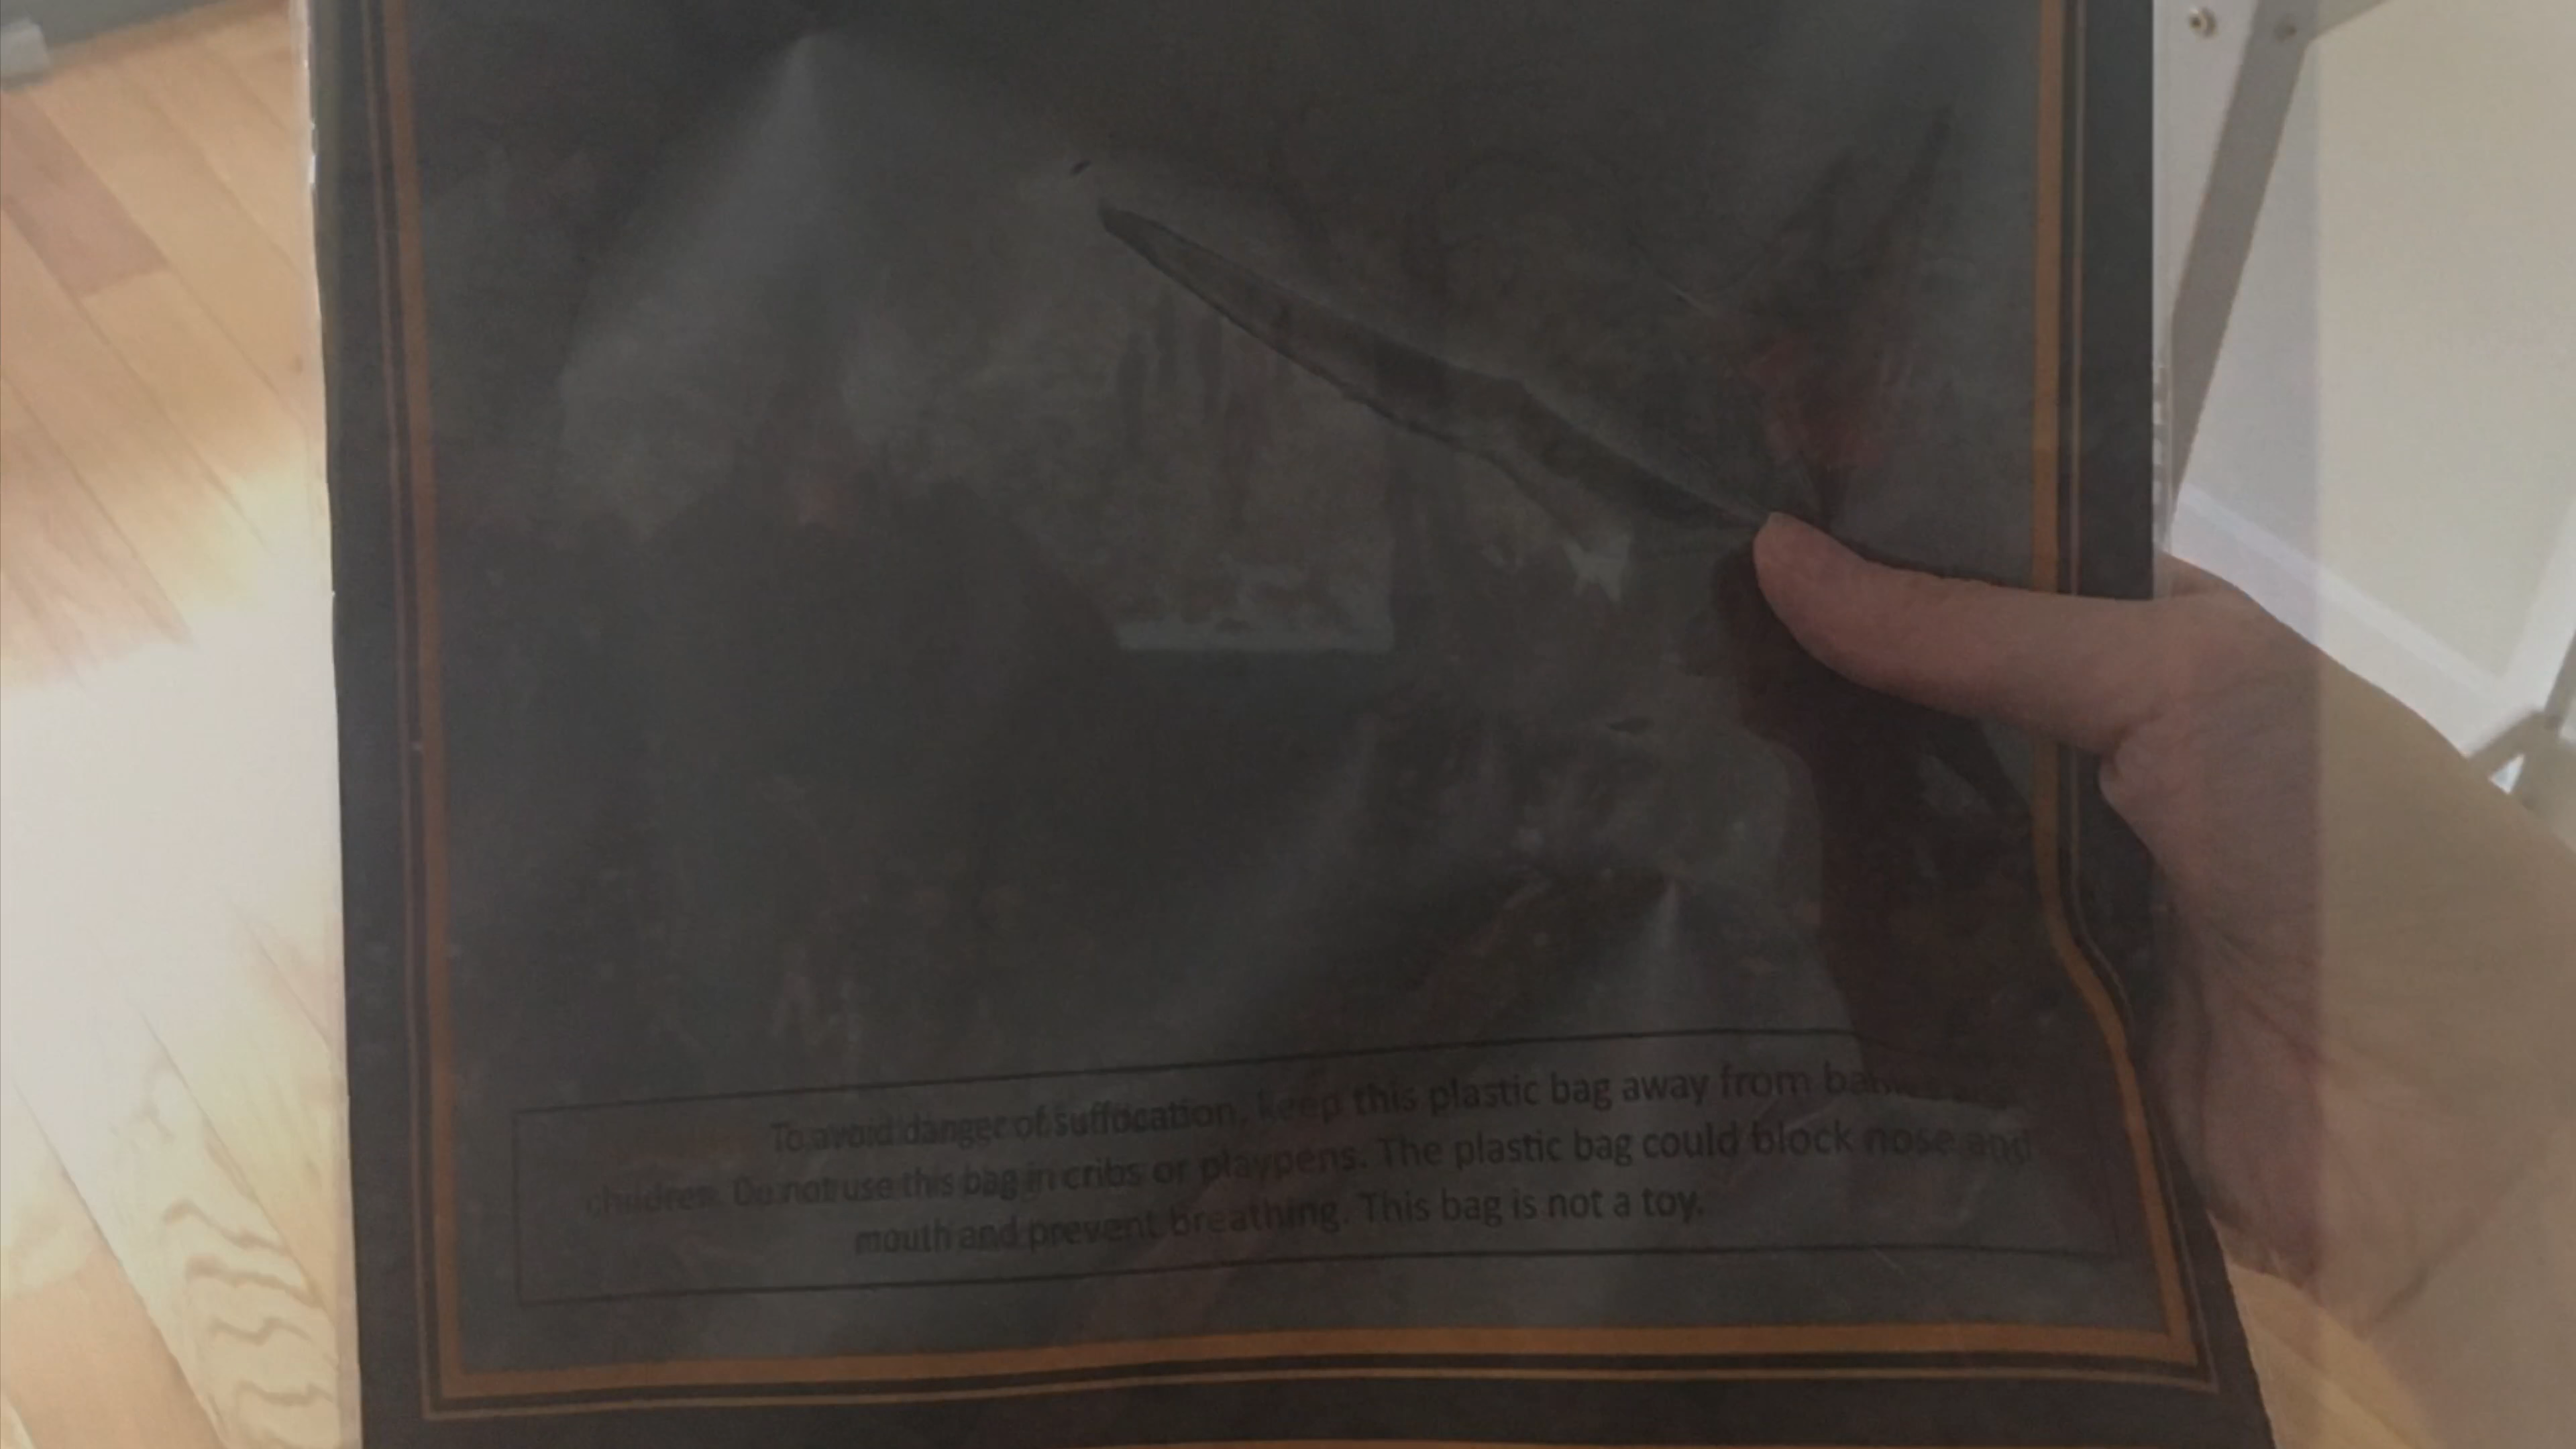 To avoid danger of suffocation, keep this plastic bag away from
children. Do not use this bag in cribs or playpens. The plastic bag could block nose and
mouth and prevent breathing. This bag is not a toy.